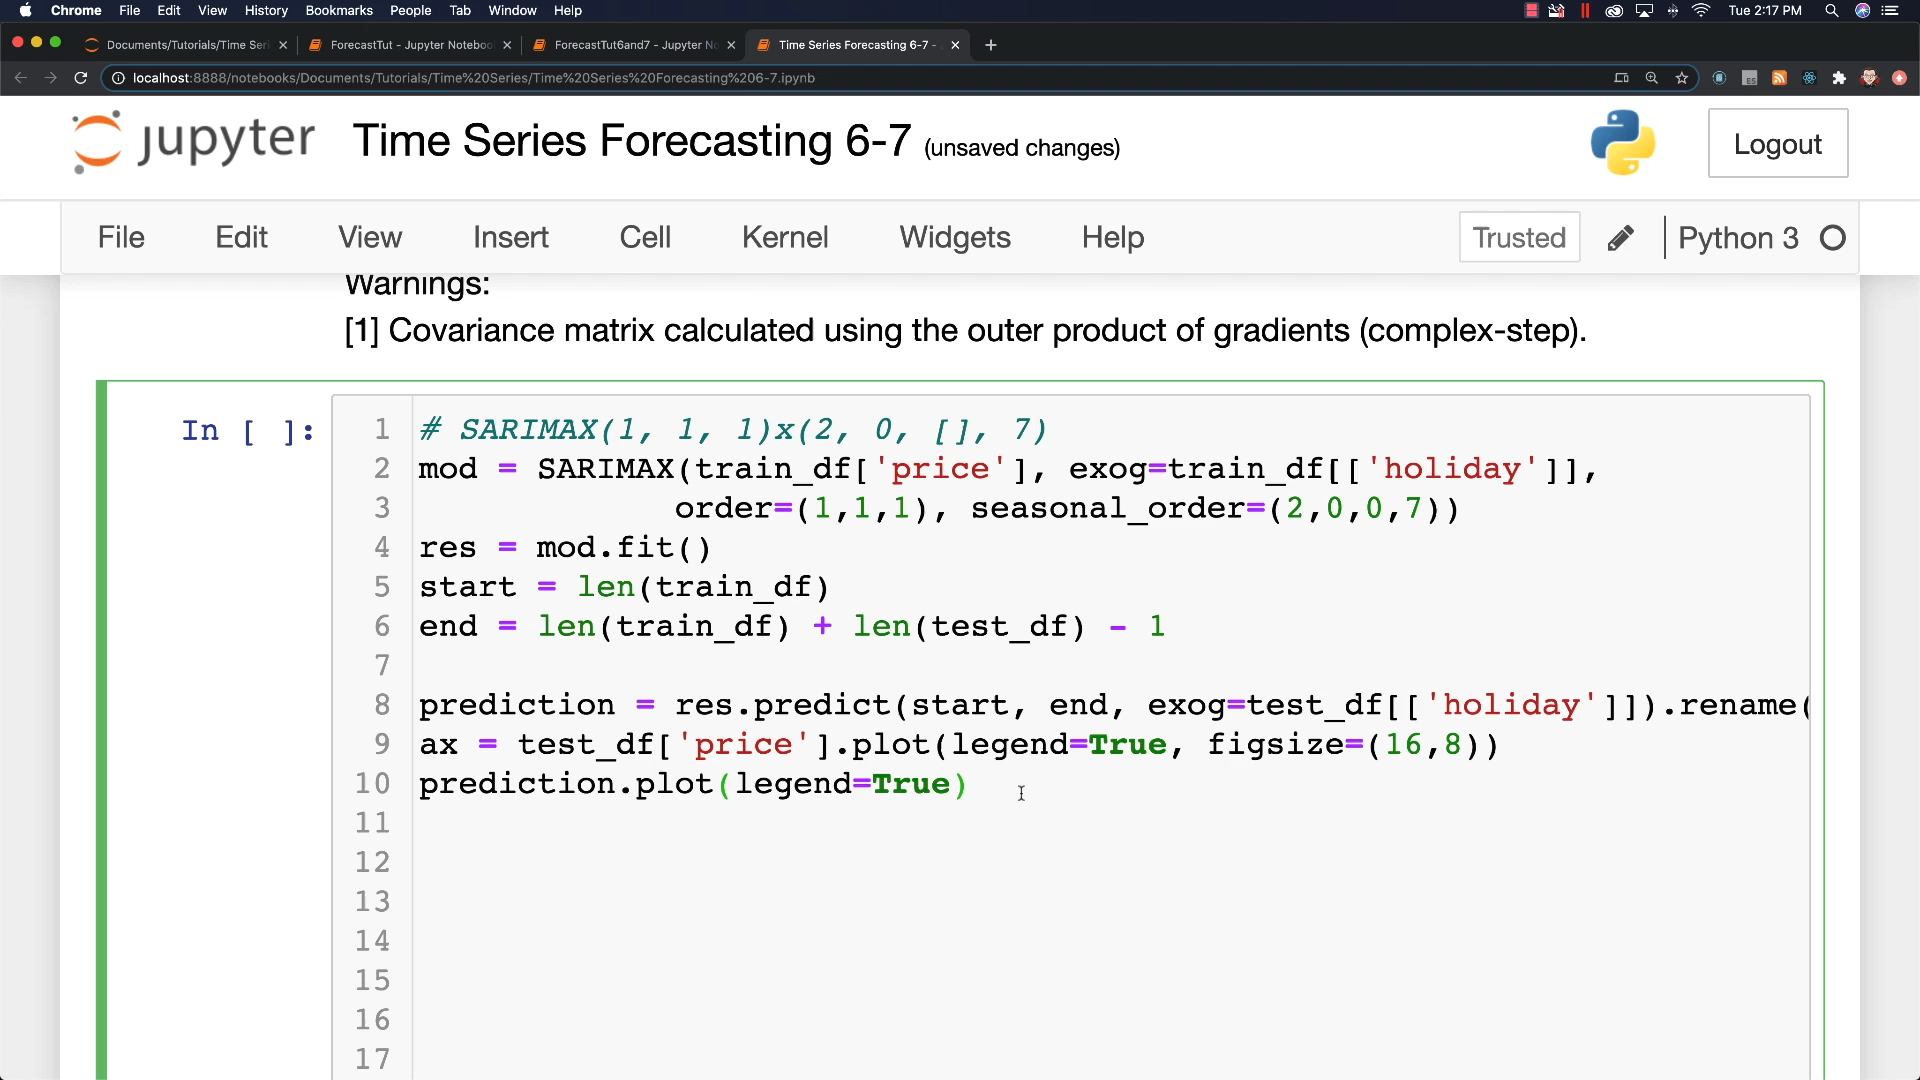 Chrome File Edit View History Bookmarks People Tab Window Help Tue 2:17 PM
Documents/Tutorials/Time Ser ForecastTut - Jupyter Noteboo ForecastTut6and7 - Jupyter No Time Series Forecasting 6-7 -
localhost:8888/notebooks/Documents/Tutorials/Time%20Series/Time%20Series%20Forecasting%206-7.ipynb
jupyter Time Series Forecasting 6-7 (unsaved changes) Logout
File Edit View Insert Cell Kernel Widgets Help Trusted Python 3
Warnings:
[1] Covariance matrix calculated using the outer product of gradients (complex-step).
In [ ]: 1 # SARIMAX(1, 1, 1)x(2, 0, [], 7)
2 mod = SARIMAX(train_df['price'], exog=train_df[['holiday']],
3 order=(1,1,1), seasonal_order=(2,0,0,7))
4 res = mod.fit()
5 start = len(train_df)
6 end = len(train_df) + len(test_df) - 1
7
8 prediction = res.predict(start, end, exog=test_df[['holiday']]).rename(
9 ax = test_df['price'].plot(legend=True, figsize=(16,8))
10 prediction.plot(legend=True)
11
12
13
14
15
16
17